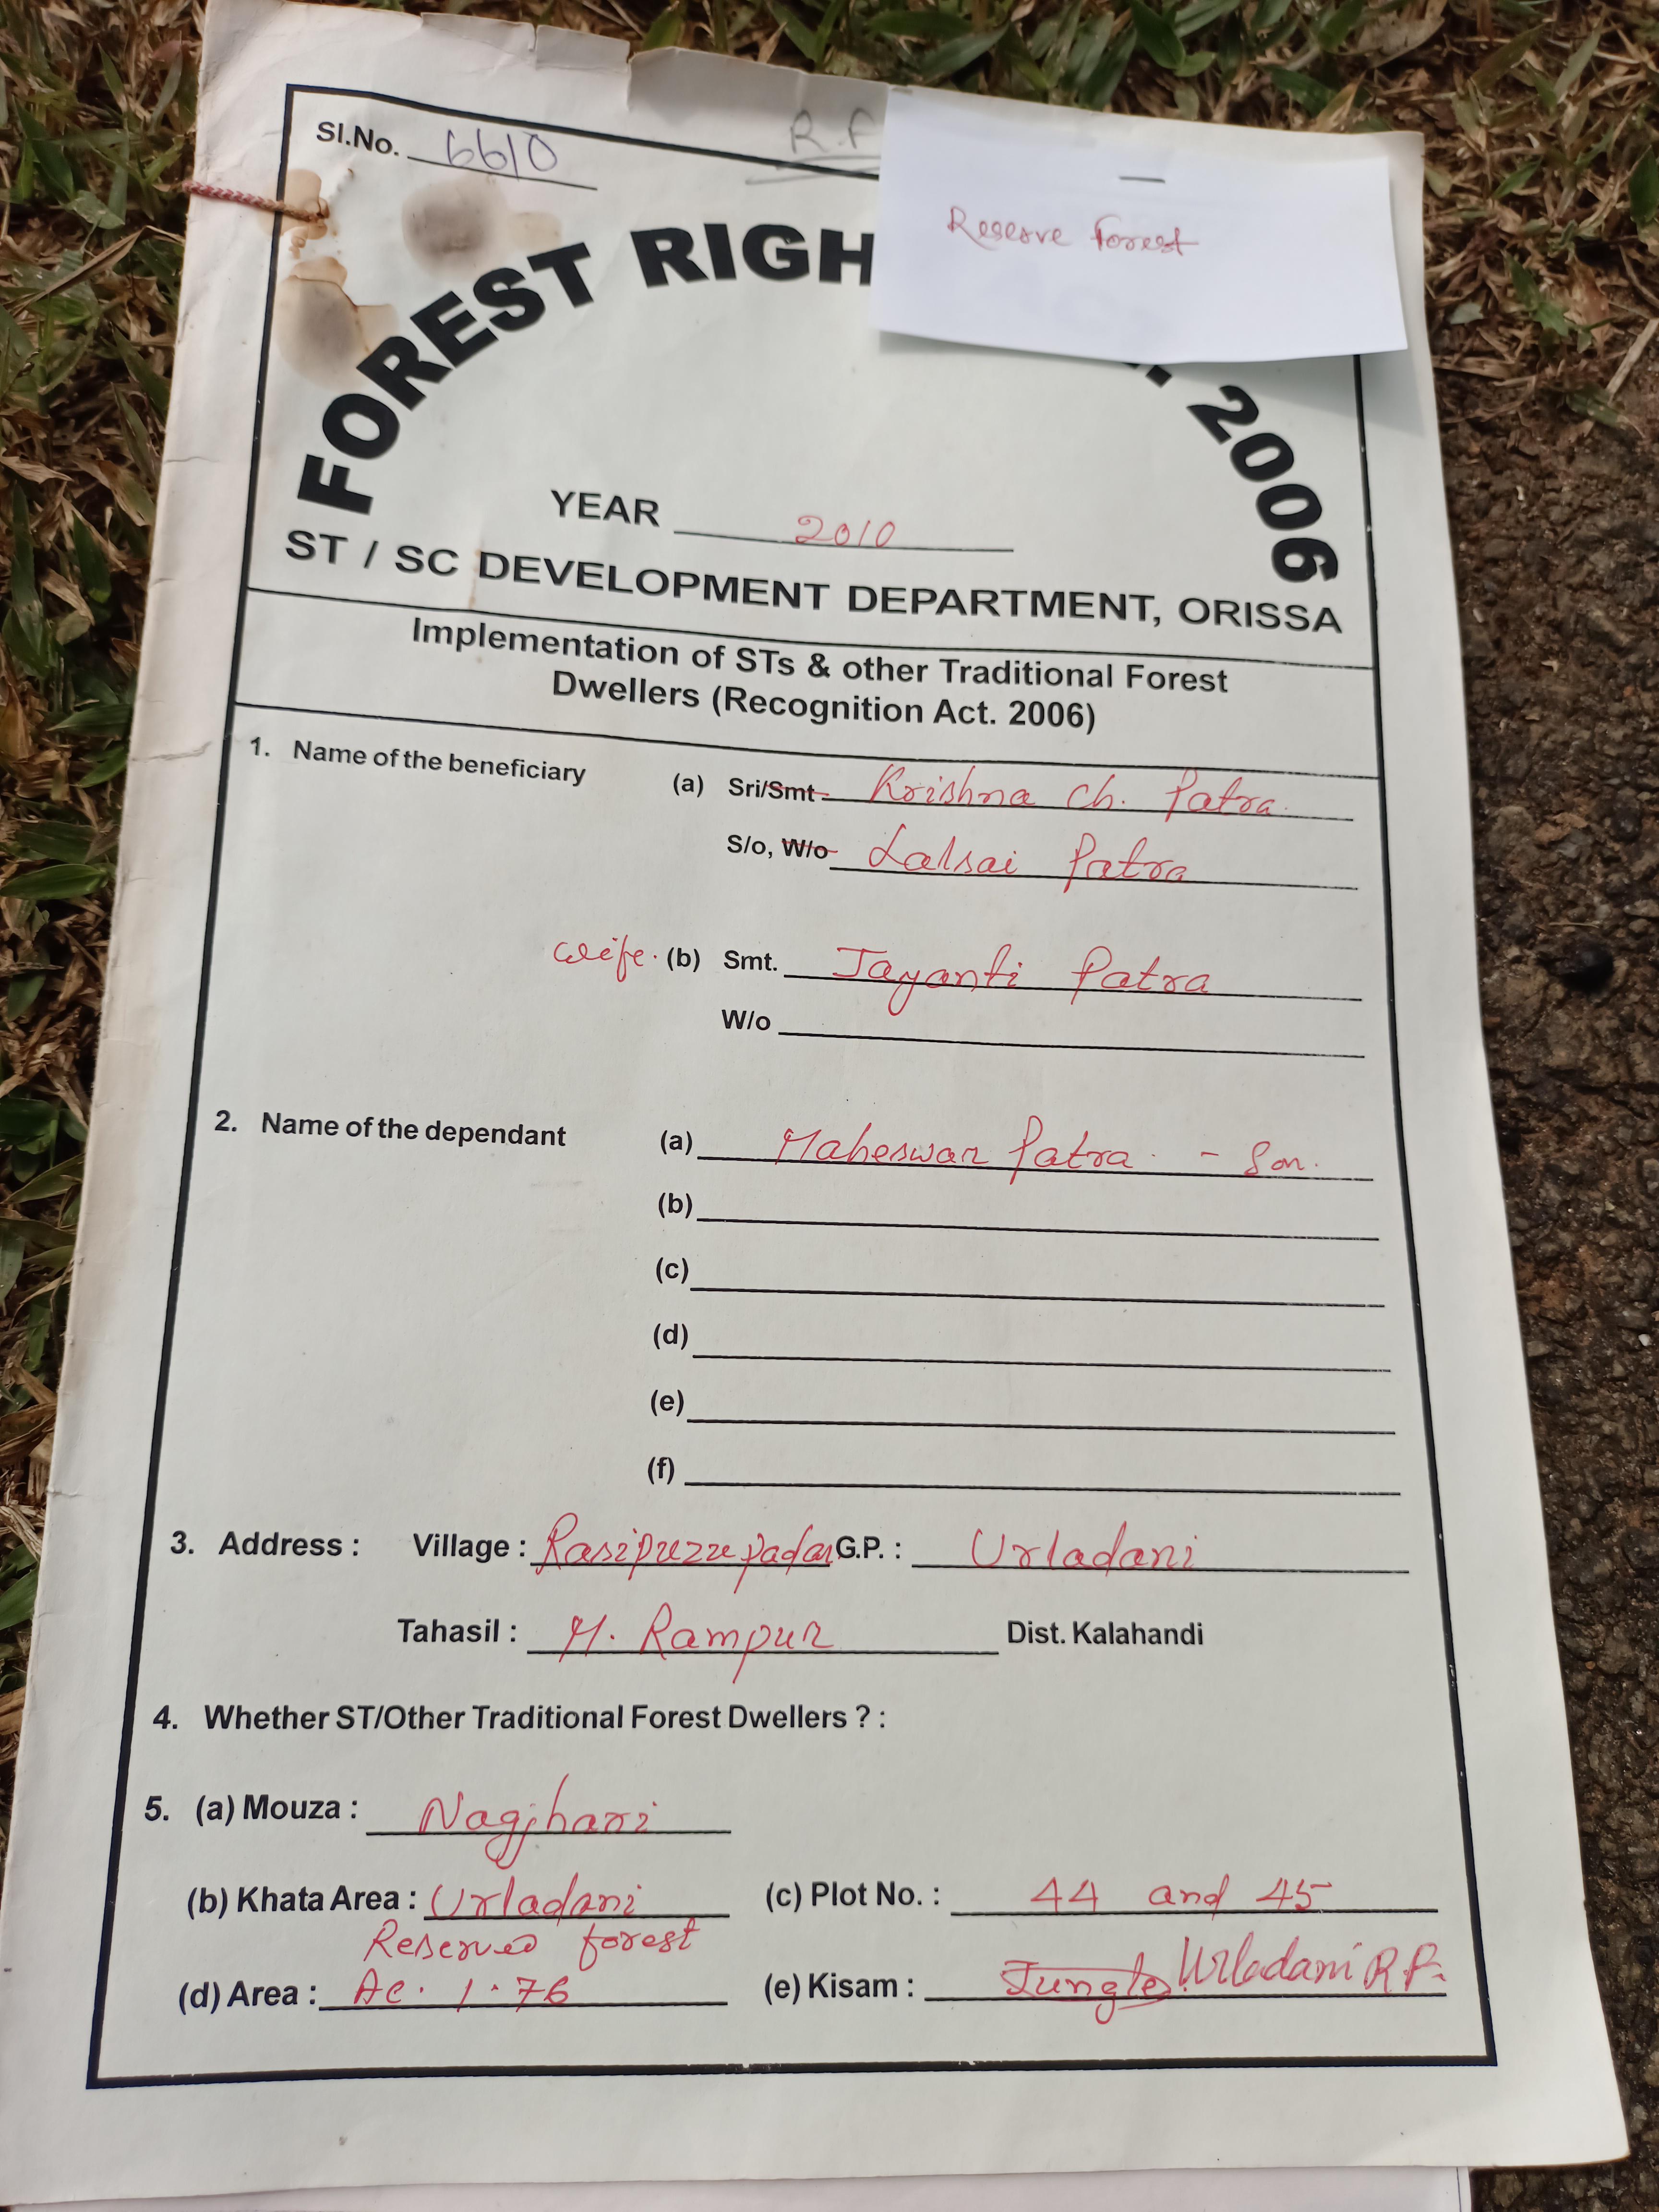 Sl.No. 6610
R.F
Reserve forest
FOREST RIGH . 2006
YEAR 2010
ST / SC DEVELOPMENT DEPARTMENT, ORISSA
Implementation of STs & other Traditional Forest
Dwellers (Recognition Act. 2006)
1. Name of the beneficiary (a) Sri/Smt Krishna Ch. Patra
S/o, W/o Lalsai Patra
wife. (b) Smt. Jayanti Patra
W/o
2. Name of the dependant (a) Maheswar Patra. - Son.
(b)
(c)
(d)
(e)
(f)
3. Address : Village : G.P. : Urladani
Tahasil : M. Rampur Dist. Kalahandi
4. Whether ST/Other Traditional Forest Dwellers ? :
5. (a) Mouza : Nagjhari
(b) Khata Area : Urladani (c) Plot No. : 44 and 45
Reserved forest
(d) Area : Ac. 1.76 (e) Kisam : Jungle Urladani R.F.